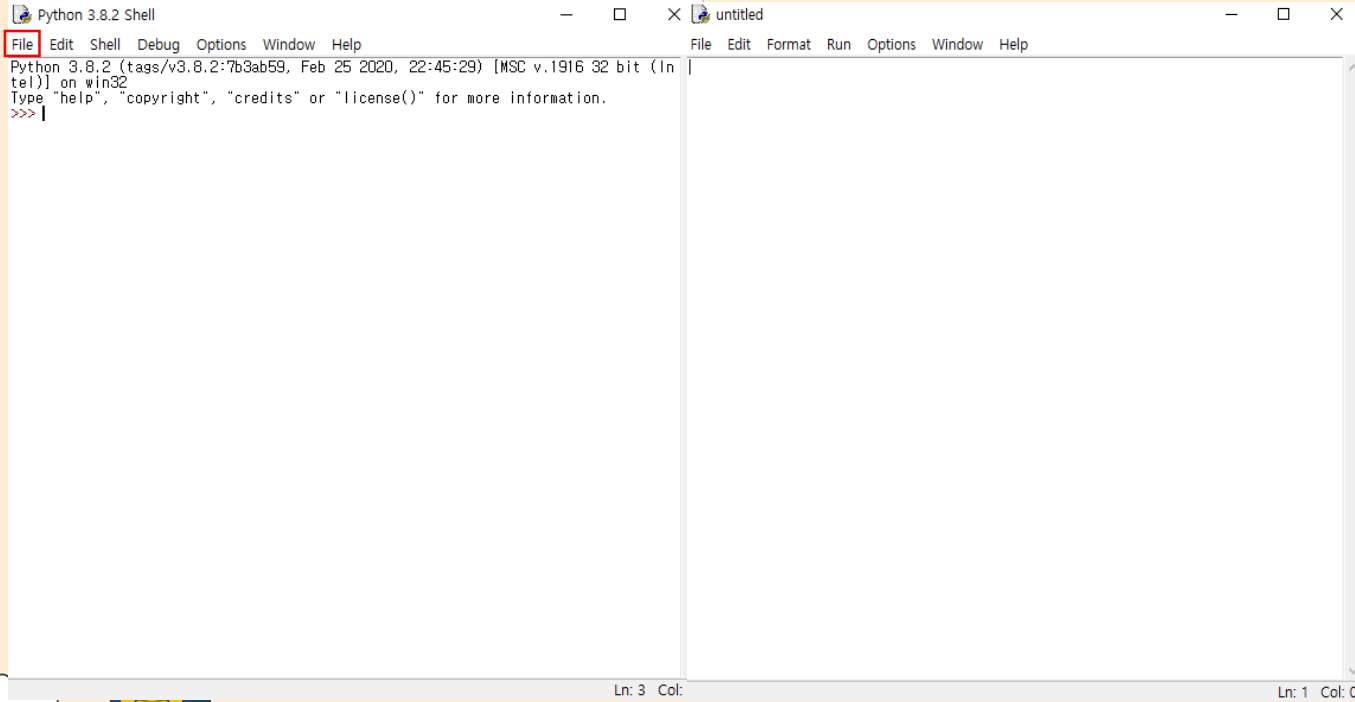 Python 3.8.2 Shell
File Edit Shell Debug Options Window Help
Python 3.8.2 (tags/v3.8.2:7b3ab59, Feb 25 2020, 22:45:29) [MSC v.1916 32 bit (In
tel)] on win32
Type "help", "copyright", "credits" or "license()" for more information.
>>>
Ln: 3 Col:
untitled
File Edit Format Run Options Window Help
Ln: 1 Col: 0